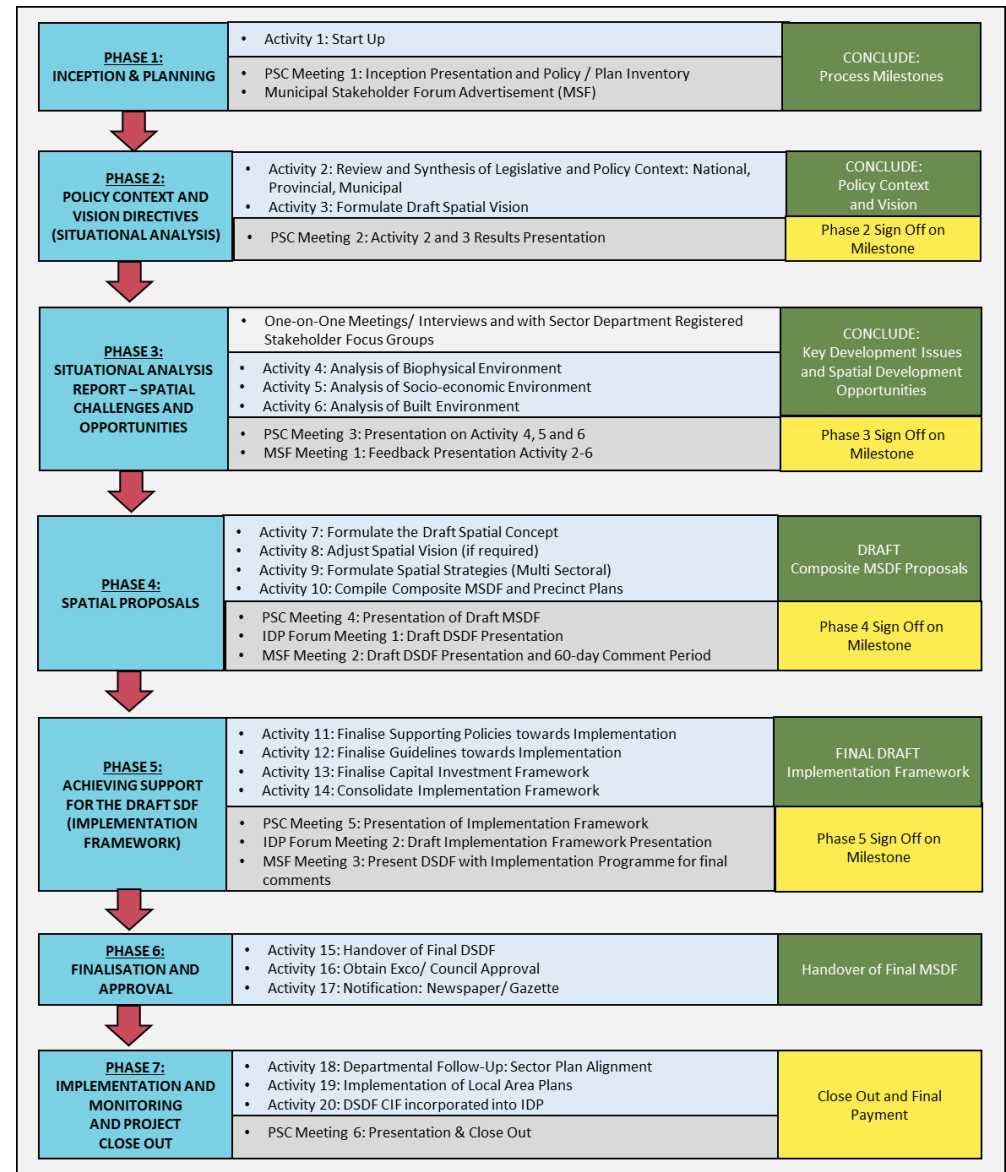 PHASE 1:
INCEPTION & PLANNING
• Activity 1: Start Up
• PSC Meeting 1: Inception Presentation and Policy / Plan Inventory
• Municipal Stakeholder Forum Advertisement (MSF)
CONCLUDE:
Process Milestones
PHASE 2:
POLICY CONTEXT AND
VISION DIRECTIVES
(SITUATIONAL ANALYSIS)
• Activity 2: Review and Synthesis of Legislative and Policy Context: National,
Provincial, Municipal
• Activity 3: Formulate Draft Spatial Vision
• PSC Meeting 2: Activity 2 and 3 Results Presentation
CONCLUDE:
Policy Context
and Vision
Phase 2 Sign Off on
Milestone
PHASE 3:
SITUATIONAL ANALYSIS
REPORT – SPATIAL
CHALLENGES AND
OPPORTUNITIES
• One-on-One Meetings/ Interviews and with Sector Department Registered
Stakeholder Focus Groups
• Activity 4: Analysis of Biophysical Environment
• Activity 5: Analysis of Socio-economic Environment
• Activity 6: Analysis of Built Environment
• PSC Meeting 3: Presentation on Activity 4, 5 and 6
• MSF Meeting 1: Feedback Presentation Activity 2-6
CONCLUDE:
Key Development Issues
and Spatial Development
Opportunities
Phase 3 Sign Off on
Milestone
PHASE 4:
SPATIAL PROPOSALS
• Activity 7: Formulate the Draft Spatial Concept
• Activity 8: Adjust Spatial Vision (if required)
• Activity 9: Formulate Spatial Strategies (Multi Sectoral)
• Activity 10: Compile Composite MSDF and Precinct Plans
• PSC Meeting 4: Presentation of Draft MSDF
• IDP Forum Meeting 1: Draft DSDF Presentation
• MSF Meeting 2: Draft DSDF Presentation and 60-day Comment Period
DRAFT
Composite MSDF Proposals
Phase 4 Sign Off on
Milestone
PHASE 5:
ACHIEVING SUPPORT
FOR THE DRAFT SDF
(IMPLEMENTATION
FRAMEWORK)
• Activity 11: Finalise Supporting Policies towards Implementation
• Activity 12: Finalise Guidelines towards Implementation
• Activity 13: Finalise Capital Investment Framework
• Activity 14: Consolidate Implementation Framework
• PSC Meeting 5: Presentation of Implementation Framework
• IDP Forum Meeting 2: Draft Implementation Framework Presentation
• MSF Meeting 3: Present DSDF with Implementation Programme for final
comments
FINAL DRAFT
Implementation Framework
Phase 5 Sign Off on
Milestone
PHASE 6:
FINALISATION AND
APPROVAL
• Activity 15: Handover of Final DSDF
• Activity 16: Obtain Exco/ Council Approval
• Activity 17: Notification: Newspaper/ Gazette
Handover of Final MSDF
PHASE 7:
IMPLEMENTATION AND
MONITORING
AND PROJECT
CLOSE OUT
• Activity 18: Departmental Follow-Up: Sector Plan Alignment
• Activity 19: Implementation of Local Area Plans
• Activity 20: DSDF CIF incorporated into IDP
• PSC Meeting 6: Presentation & Close Out
Close Out and Final
Payment